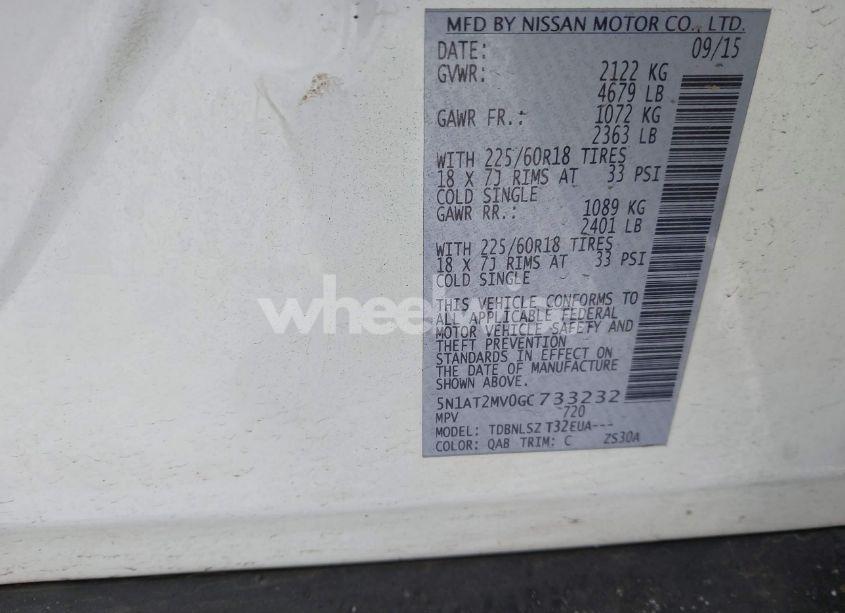 MFD BY NISSAN MOTOR CO., LTD.
DATE: 09/15
GVWR: 2122 KG
4679 LB
GAWR FR.: 1072 KG
2363 LB
WITH 225/60R18 TIRES
18 X 7J RIMS AT 33 PSI
COLD SINGLE
GAWR RR.: 1089 KG
2401 LB
WITH 225/60R18 TIRES
18 X 7J RIMS AT 33 PSI
COLD SINGLE
THIS VEHICLE CONFORMS TO
ALL APPLICABLE FEDERAL
MOTOR VEHICLE SAFETY AND
THEFT PREVENTION
STANDARDS IN EFFECT ON
THE DATE OF MANUFACTURE
SHOWN ABOVE.
5N1AT2MV0GC733232
MPV 720
MODEL: TDBNLSZ T32EUA---
COLOR: QAB TRIM: C ZS30A